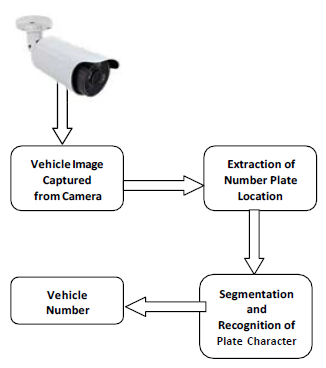 Vehicle Image
Captured
from Camera
Extraction of
Number Plate
Location
Segmentation
and
Recognition of
Plate Character
Vehicle
Number